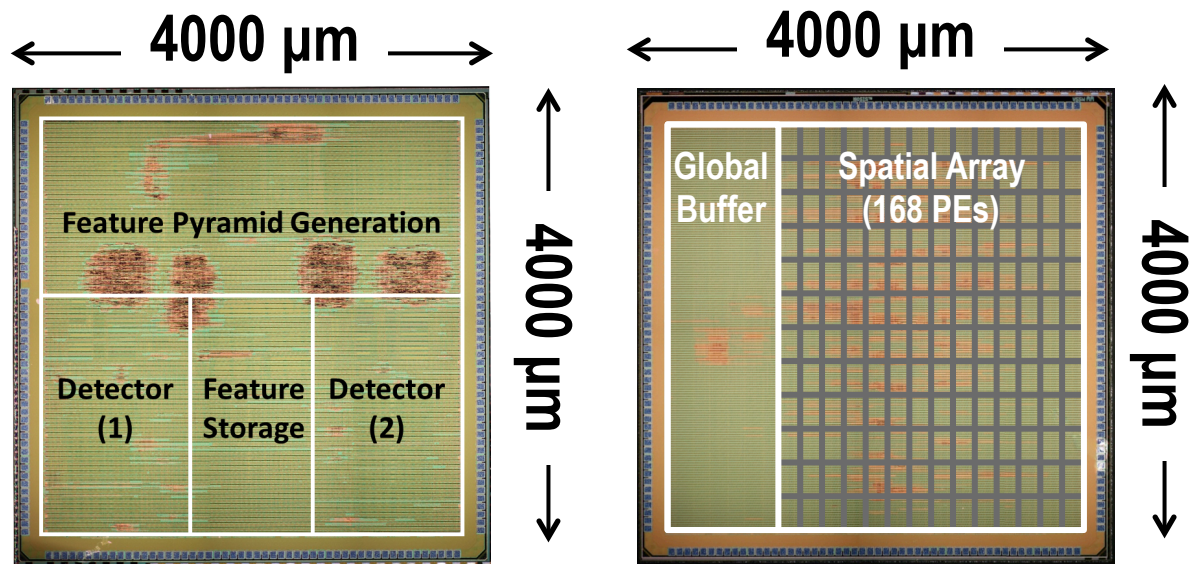 4000 µm
4000 µm
Feature Pyramid Generation
4000 µm
Detector
(1)
Feature
Storage
Detector
(2)
Global
Buffer
Spatial Array
(168 PEs)
4000 µm